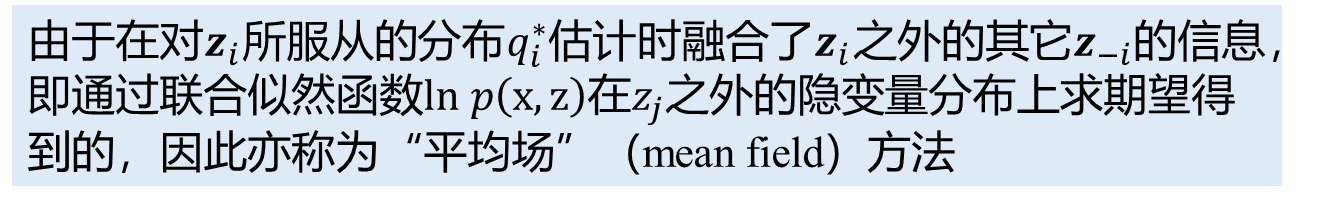 由于在对𝒛ᵢ所服从的分布𝑞ᵢ*估计时融合了𝒛ᵢ之外的其它𝒛₋ᵢ的信息，
即通过联合似然函数ln 𝑝(x, z)在𝑧ⱼ之外的隐变量分布上求期望得
到的，因此亦称为“平均场”（mean field）方法